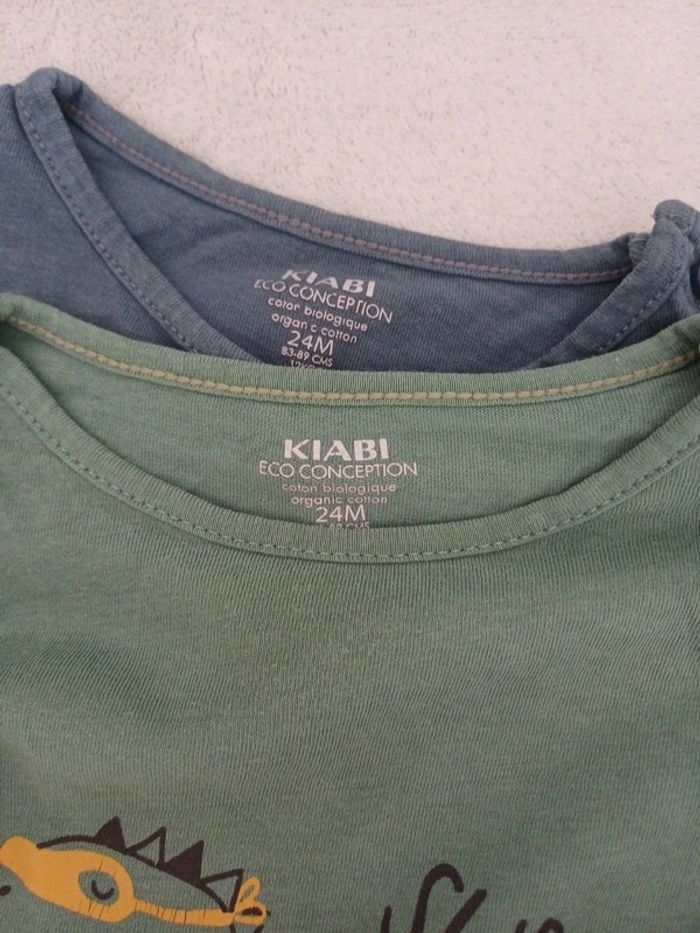 KIABI
ECO CONCEPTION
coton biologique
organic cotton
24M
83-89 CMS
KIABI
ECO CONCEPTION
coton biologique
organic cotton
24M